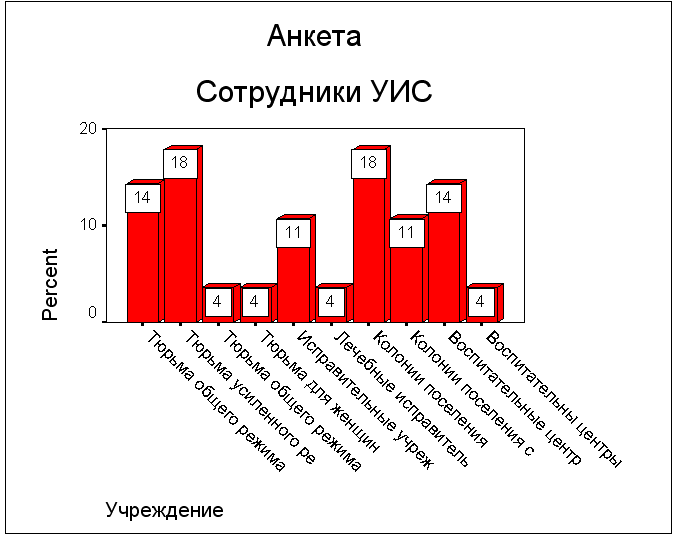 Анкета
Сотрудники УИС
20
10
0
Percent
14
18
4
4
11
4
18
11
14
4
Тюрьма общего режима
Тюрьма усиленного ре
Тюрьма общего режима
Тюрьма для женщин
Исправительные учреж
Лечебные исправитель
Колонии поселения
Колонии поселения с
Воспитательные центр
Воспитательны центры
Учреждение